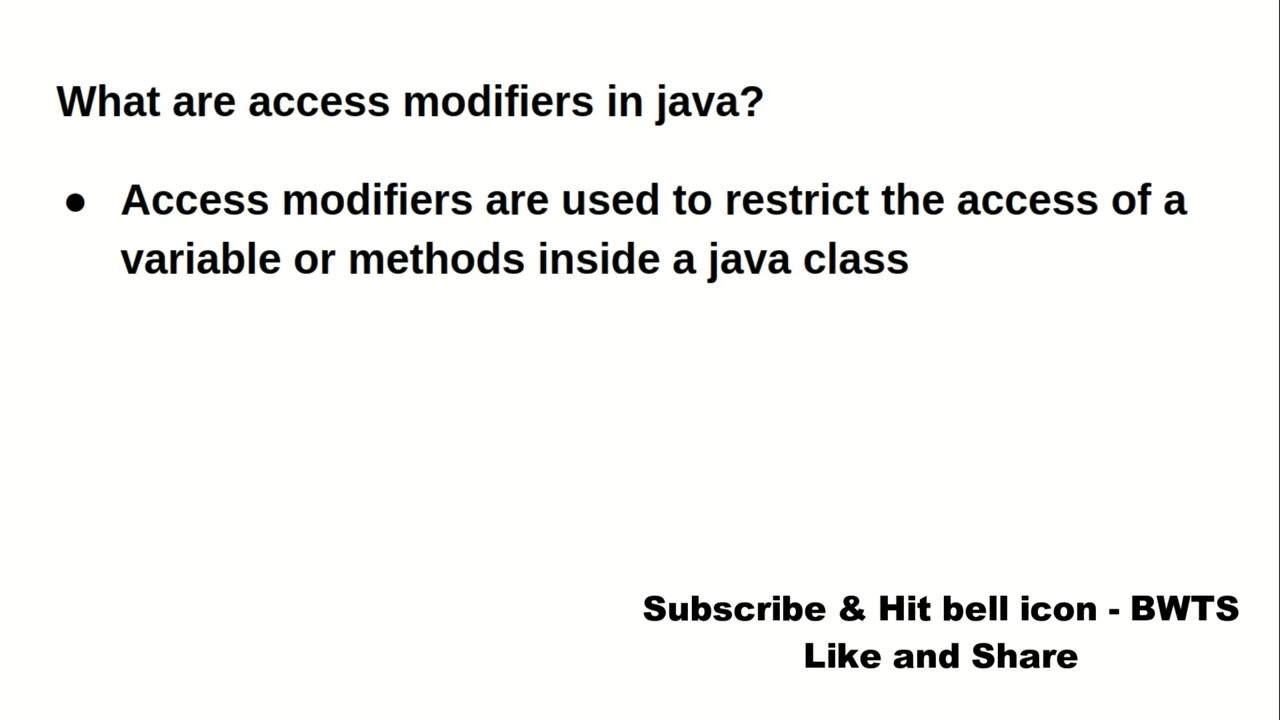 What are access modifiers in java?
● Access modifiers are used to restrict the access of a
variable or methods inside a java class
Subscribe & Hit bell icon - BWTS
Like and Share